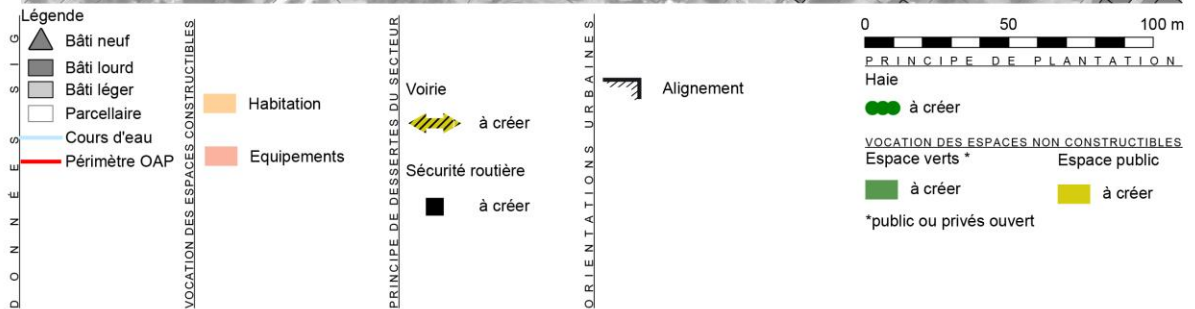 Légende
DONNÉES SIG
Bâti neuf
Bâti lourd
Bâti léger
Parcellaire
Cours d'eau
Périmètre OAP
VOCATION DES ESPACES CONSTRUCTIBLES
Habitation
Equipements
PRINCIPE DE DESSERTES DU SECTEUR
Voirie
à créer
Sécurité routière
à créer
ORIENTATIONS URBAINES
Alignement
0 50 100 m
PRINCIPE DE PLANTATION
Haie
à créer
VOCATION DES ESPACES NON CONSTRUCTIBLES
Espace verts * Espace public
à créer à créer
*public ou privés ouvert